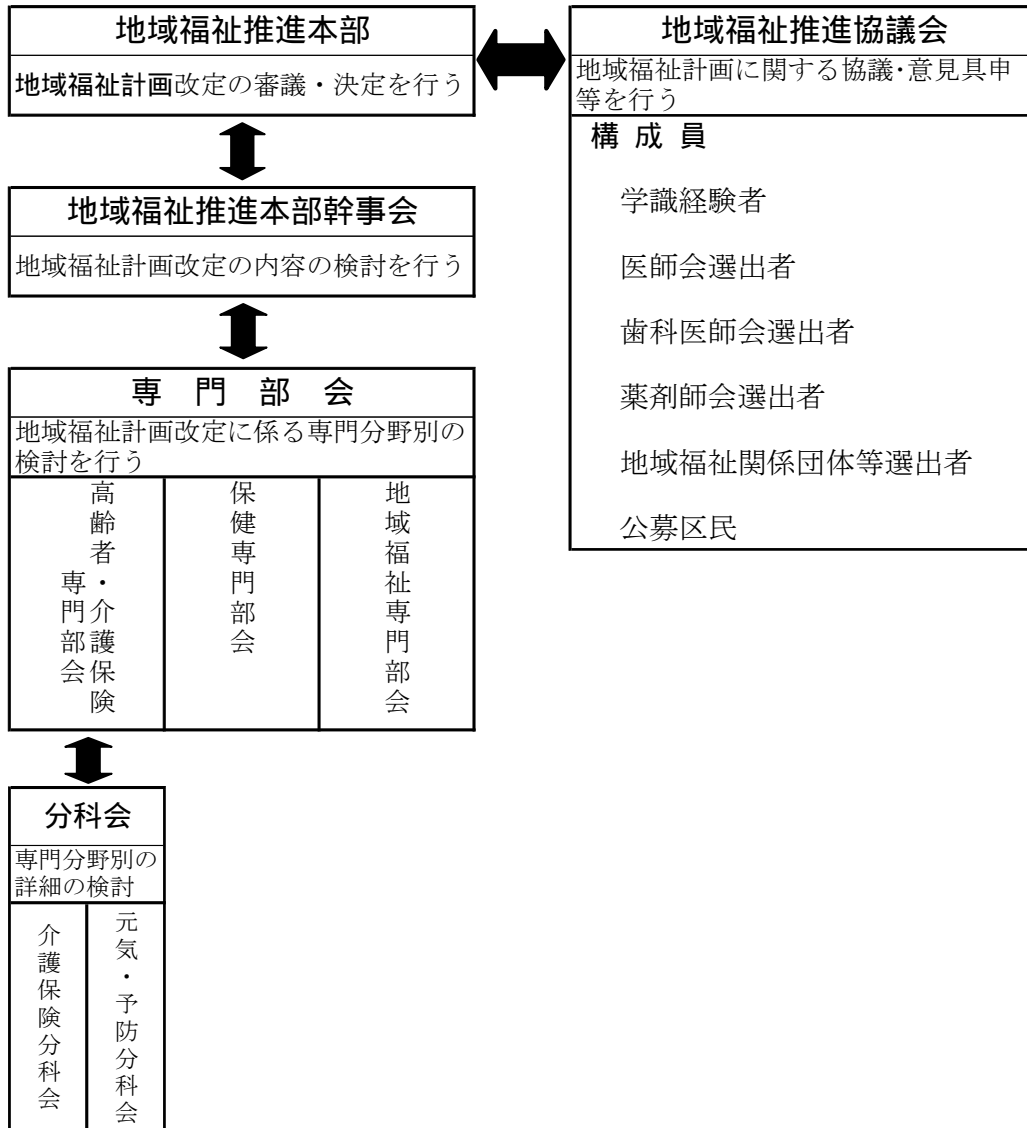 地域福祉推進本部
地域福祉計画改定の審議・決定を行う
地域福祉推進本部幹事会
地域福祉計画改定の内容の検討を行う
専門部会
地域福祉計画改定に係る専門分野別の
検討を行う
地域福祉専門部会
保健専門部会
高齢者・介護保険
専門部会
分科会
専門分野別の
詳細の検討
元気・予防分科会
介護保険分科会
地域福祉推進協議会
地域福祉計画に関する協議・意見具申
等を行う
構成員
学識経験者
医師会選出者
歯科医師会選出者
薬剤師会選出者
地域福祉関係団体等選出者
公募区民